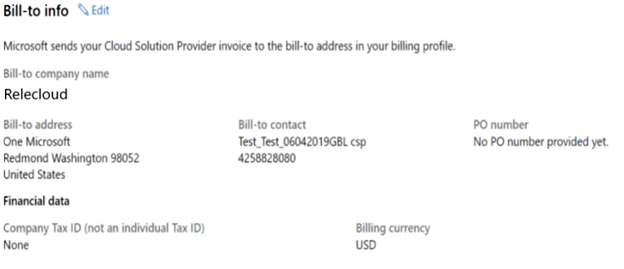 Bill-to info Edit
Microsoft sends your Cloud Solution Provider invoice to the bill-to address in your billing profile.
Bill-to company name
Relecloud
Bill-to address Bill-to contact PO number
One Microsoft Test_Test_06042019GBL csp No PO number provided yet.
Redmond Washington 98052 4258828080
United States
Financial data
Company Tax ID (not an individual Tax ID) Billing currency
None USD